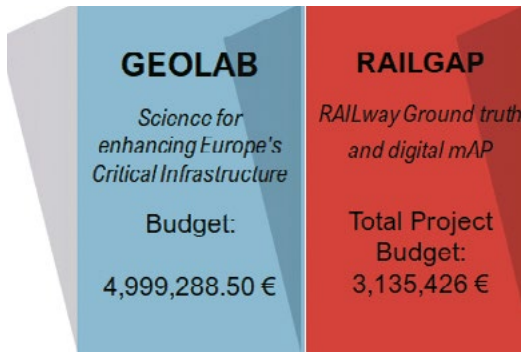 GEOLAB
Science for
enhancing Europe's
Critical Infrastructure
Budget:
4,999,288.50 €
RAILGAP
RAILway Ground truth
and digital mAP
Total Project
Budget:
3,135,426 €